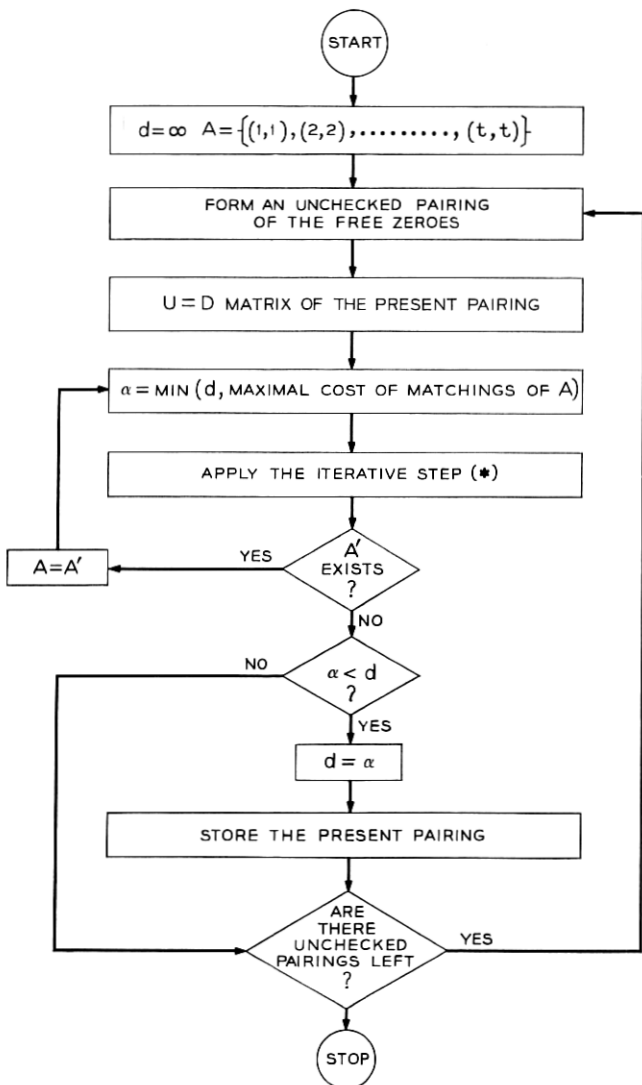 START
d=∞ A={(1,1),(2,2),.........,(t,t)}
FORM AN UNCHECKED PAIRING
OF THE FREE ZEROES
U=D MATRIX OF THE PRESENT PAIRING
α=MIN (d, MAXIMAL COST OF MATCHINGS OF A)
APPLY THE ITERATIVE STEP (*)
A=A′
YES
A′
EXISTS
?
NO
NO
α < d
?
YES
d = α
STORE THE PRESENT PAIRING
ARE
THERE
UNCHECKED
PAIRINGS LEFT
?
YES
STOP